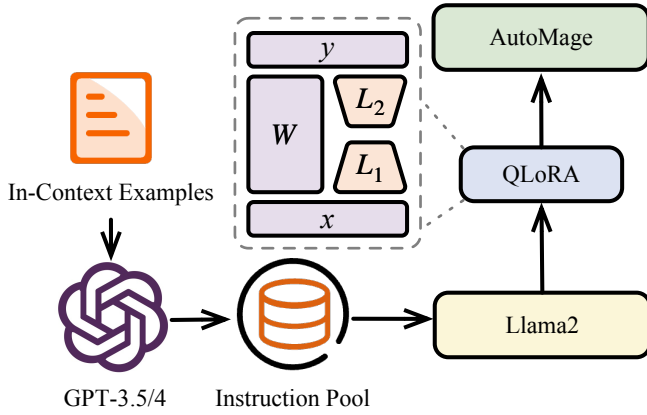 AutoMage
y
W
L2
L1
x
QLoRA
In-Context Examples
Llama2
GPT-3.5/4
Instruction Pool